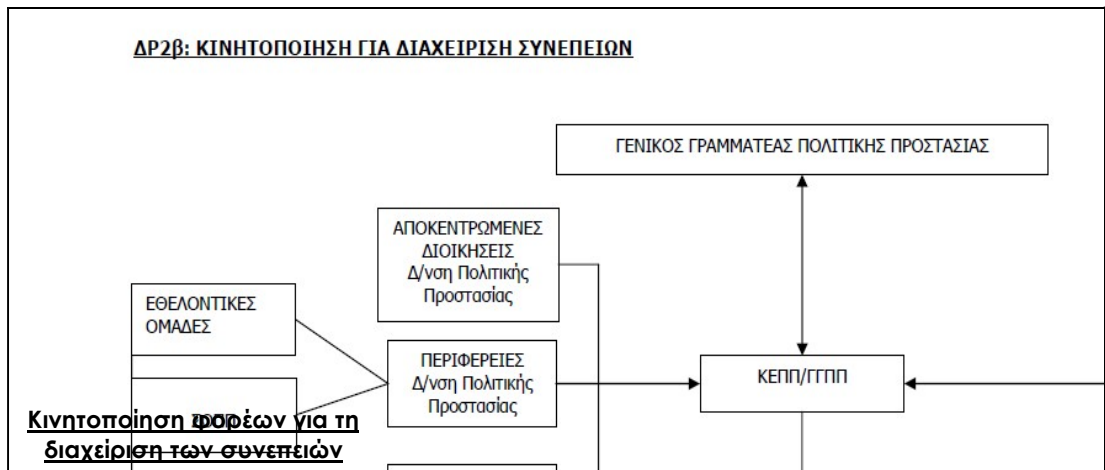 ΔΡ2β: ΚΙΝΗΤΟΠΟΙΗΣΗ ΓΙΑ ΔΙΑΧΕΙΡΙΣΗ ΣΥΝΕΠΕΙΩΝ
ΓΕΝΙΚΟΣ ΓΡΑΜΜΑΤΕΑΣ ΠΟΛΙΤΙΚΗΣ ΠΡΟΣΤΑΣΙΑΣ
ΑΠΟΚΕΝΤΡΩΜΕΝΕΣ
ΔΙΟΙΚΗΣΕΙΣ
Δ/νση Πολιτικής
Προστασίας
ΕΘΕΛΟΝΤΙΚΕΣ
ΟΜΑΔΕΣ
ΠΕΡΙΦΕΡΕΙΕΣ
Δ/νση Πολιτικής
Προστασίας
ΚΕΠΠ/ΓΓΠΠ
Κινητοποίηση φορέων για τη
διαχείριση των συνεπειών